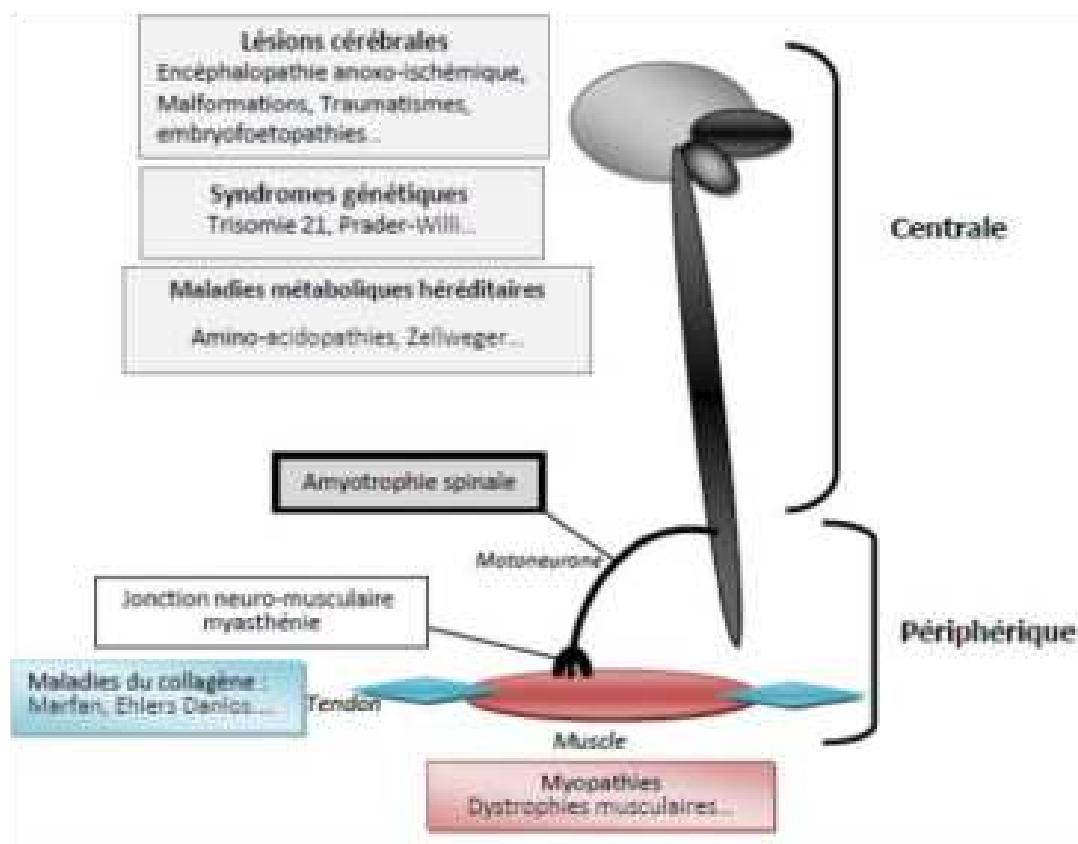 Lésions cérébrales
Encéphalopathie anoxo-ischémique,
Malformations, Traumatismes,
embryofoetopathies...
Syndromes génétiques
Trisomie 21, Prader-Willi...
Maladies métaboliques héréditaires
Amino-acidopathies, Zellweger...
Centrale
Amyotrophie spinale
Motoneurone
Jonction neuro-musculaire
myasthénie
Périphérique
Maladies du collagène :
Marfan, Ehlers Danlos...
Tendon
Muscle
Myopathies
Dystrophies musculaires...